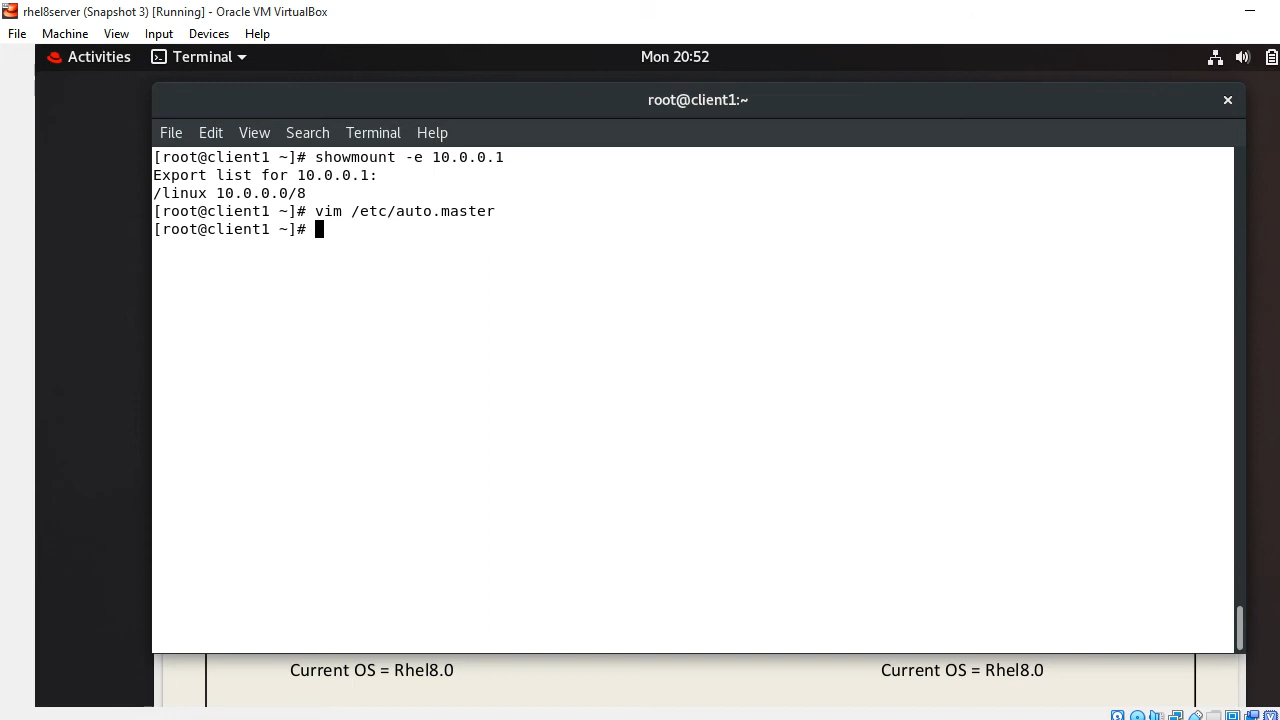 rhel8server (Snapshot 3) [Running] - Oracle VM VirtualBox
File Machine View Input Devices Help
Activities Terminal Mon 20:52
root@client1:~
File Edit View Search Terminal Help
[root@client1 ~]# showmount -e 10.0.0.1
Export list for 10.0.0.1:
/linux 10.0.0.0/8
[root@client1 ~]# vim /etc/auto.master
[root@client1 ~]#
Current OS = Rhel8.0 Current OS = Rhel8.0